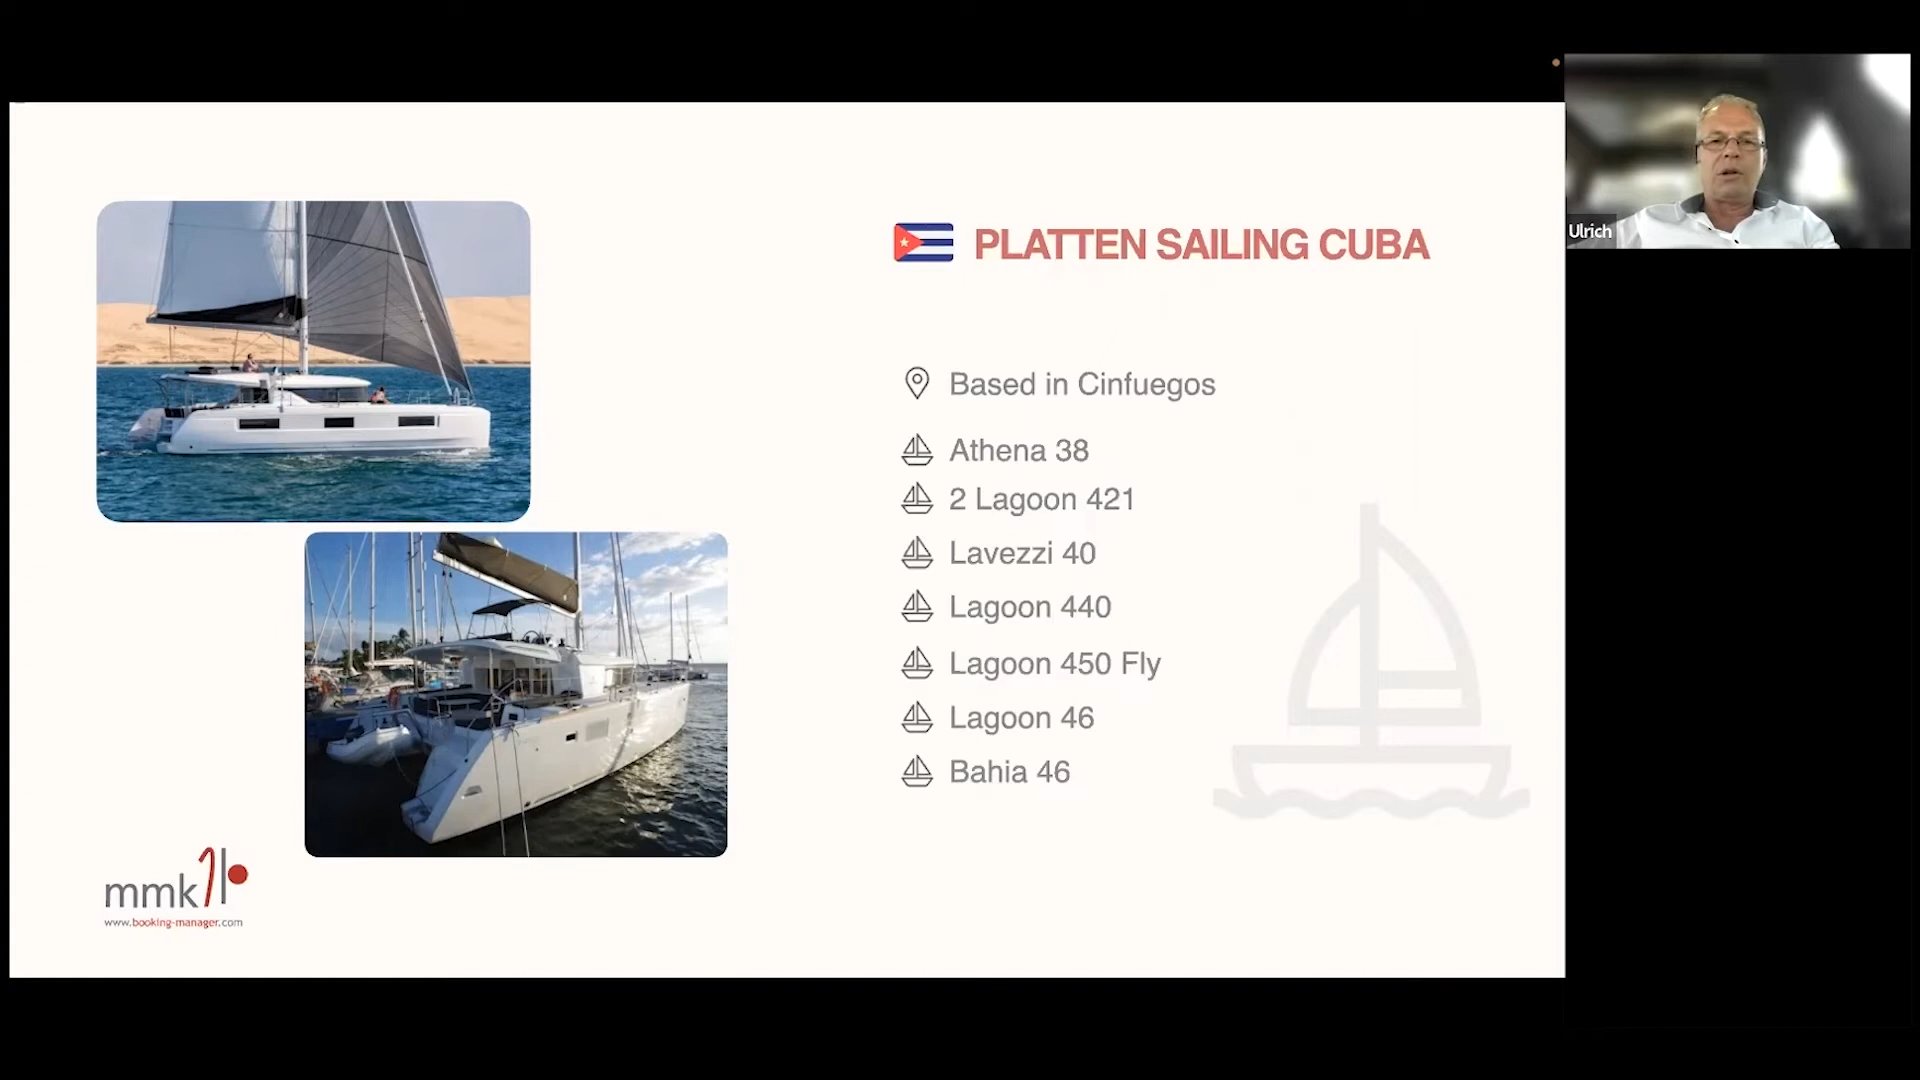 PLATTEN SAILING CUBA
Based in Cinfuegos
Athena 38
2 Lagoon 421
Lavezzi 40
Lagoon 440
Lagoon 450 Fly
Lagoon 46
Bahia 46
mmk
www.booking-manager.com
Ulrich